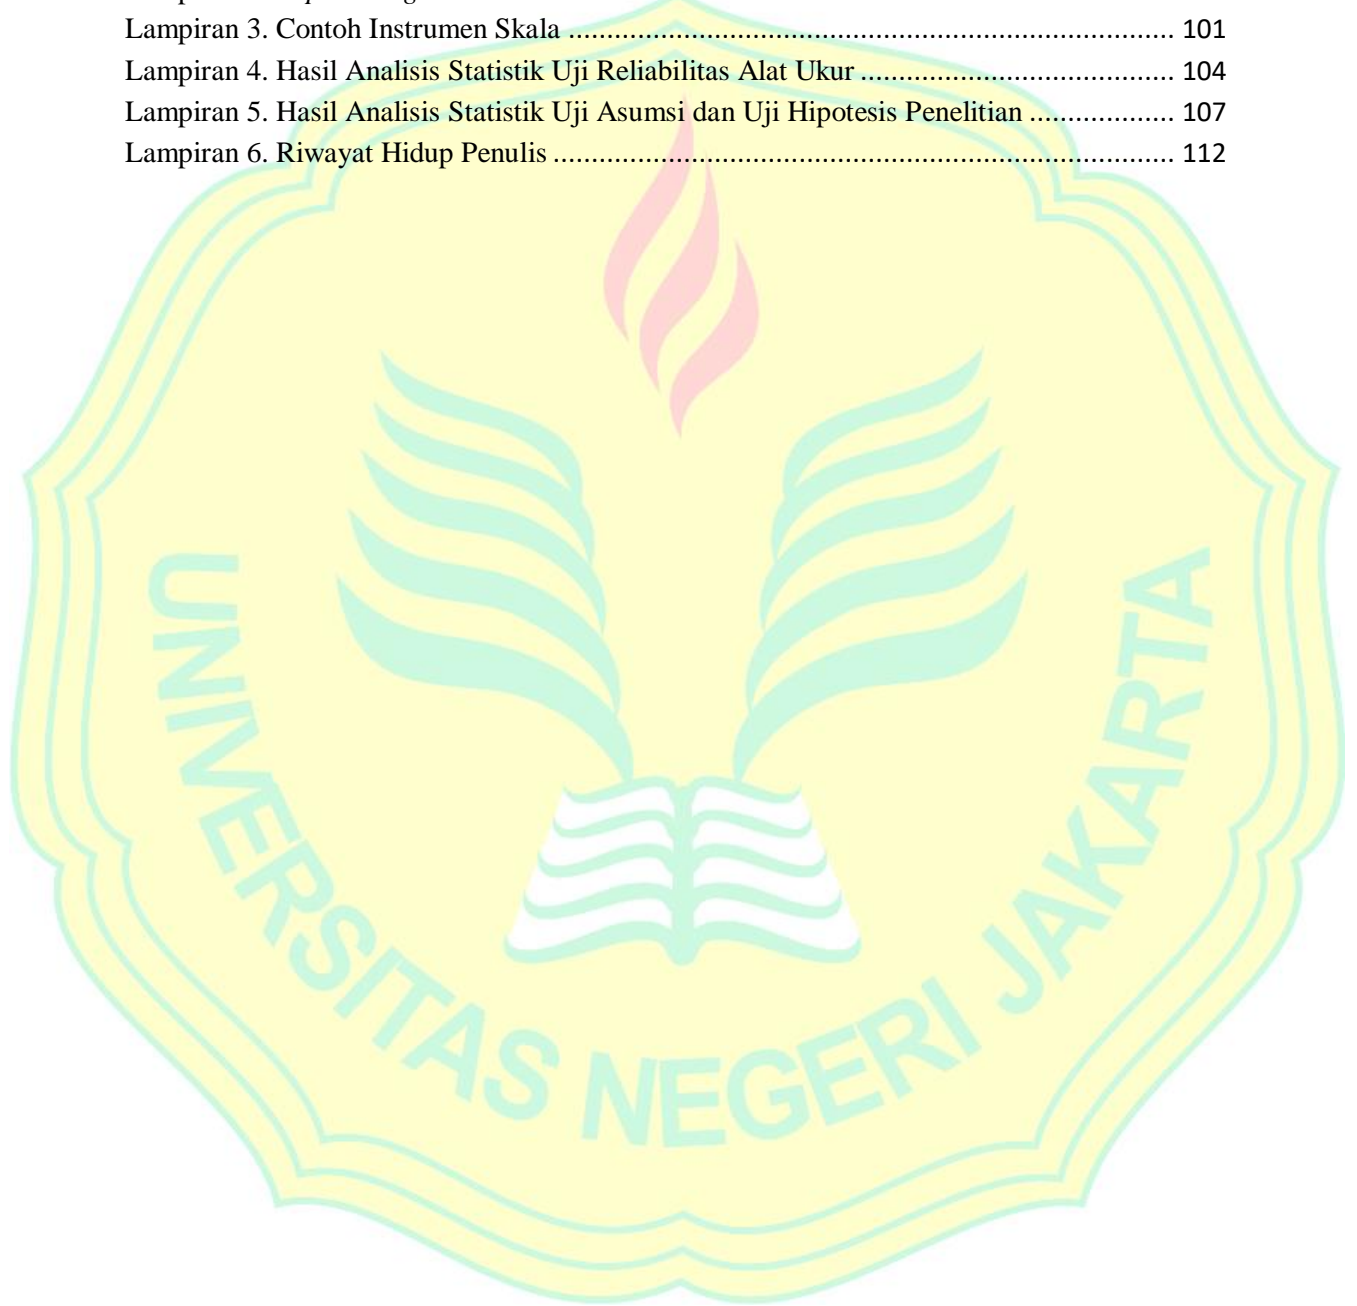 Lampiran 3. Contoh Instrumen Skala ............................................................................... 101
Lampiran 4. Hasil Analisis Statistik Uji Reliabilitas Alat Ukur ......................................... 104
Lampiran 5. Hasil Analisis Statistik Uji Asumsi dan Uji Hipotesis Penelitian ................... 107
Lampiran 6. Riwayat Hidup Penulis ................................................................................. 112
UNIVERSITAS NEGERI JAKARTA